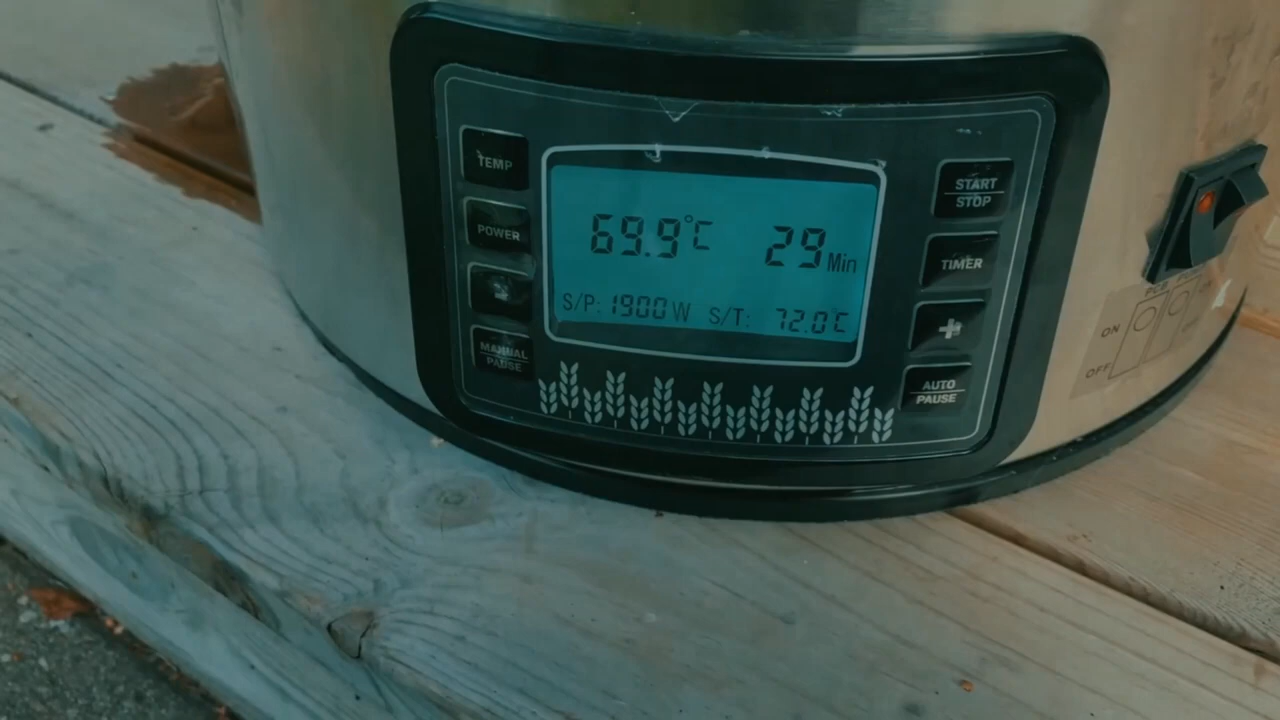 TEMP
POWER
MANUAL
PAUSE
69.9°C 29 Min
S/P: 1900 W S/T: 72.0°C
START
STOP
TIMER
+
AUTO
PAUSE
ON
OFF